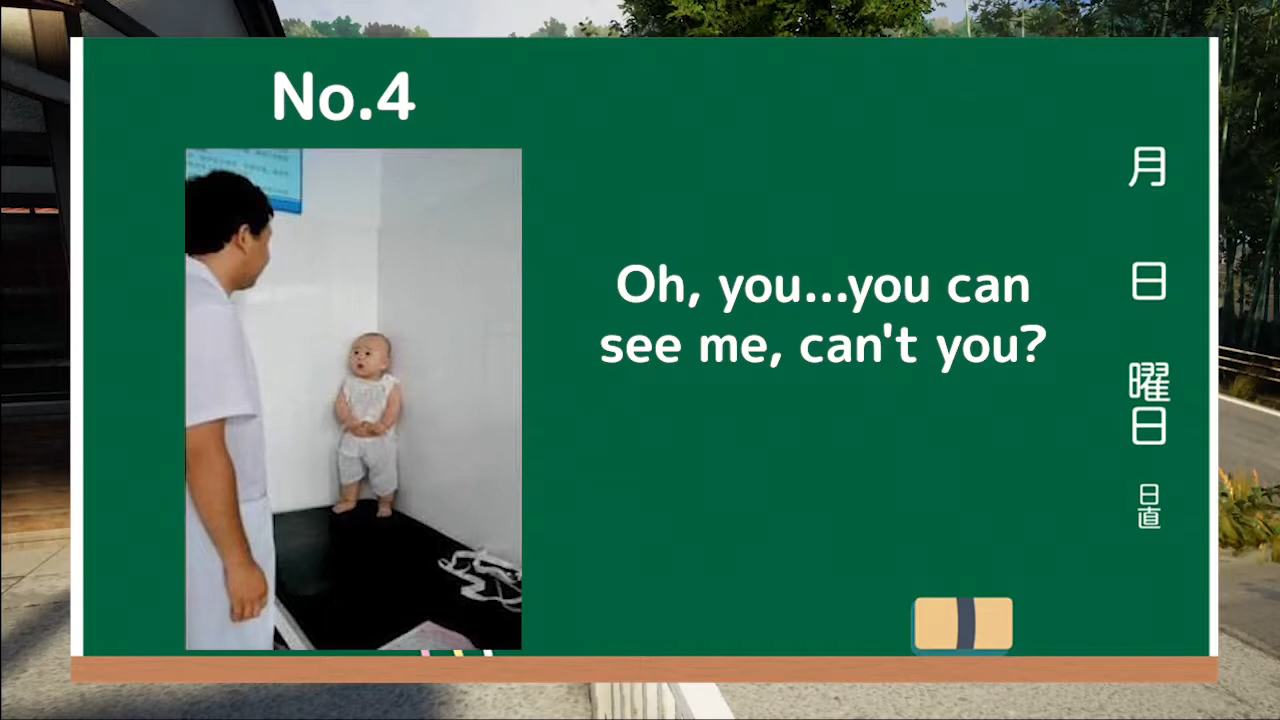 No.4
Oh, you...you can
see me, can't you?
月
日
曜
日
日
直